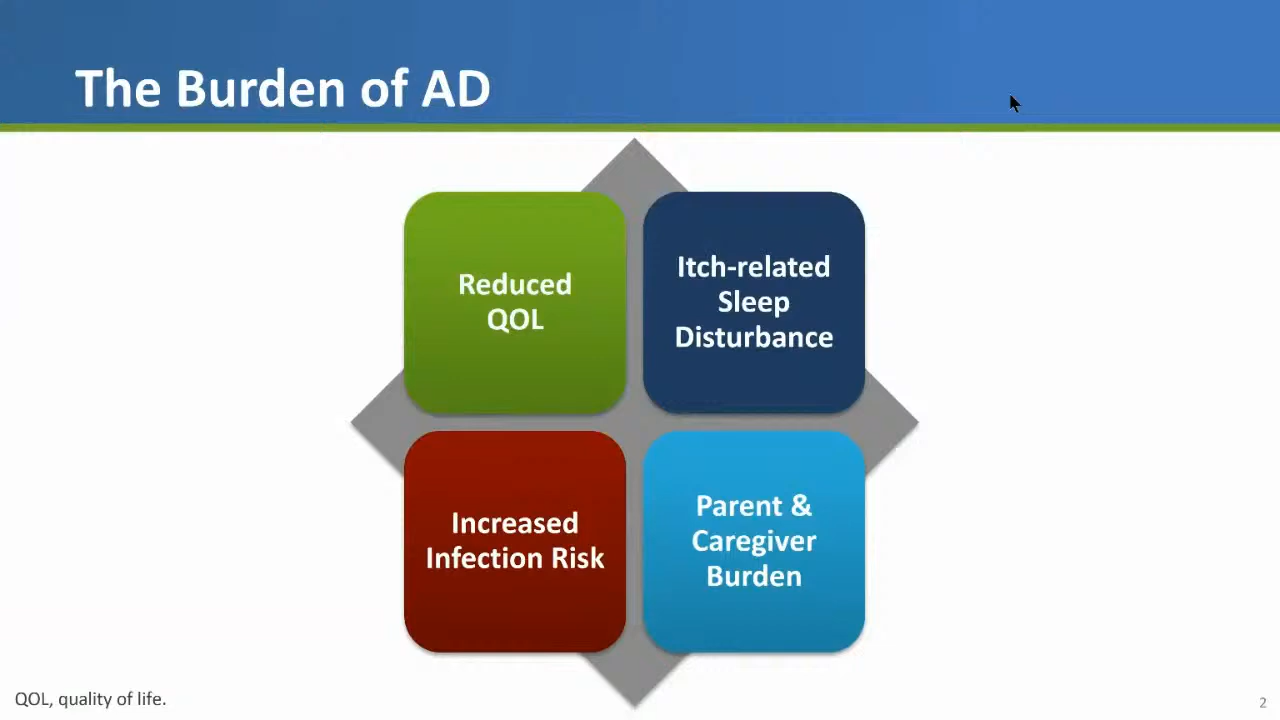 The Burden of AD
Reduced
QOL
Itch-related
Sleep
Disturbance
Increased
Infection Risk
Parent &
Caregiver
Burden
QOL, quality of life.
2